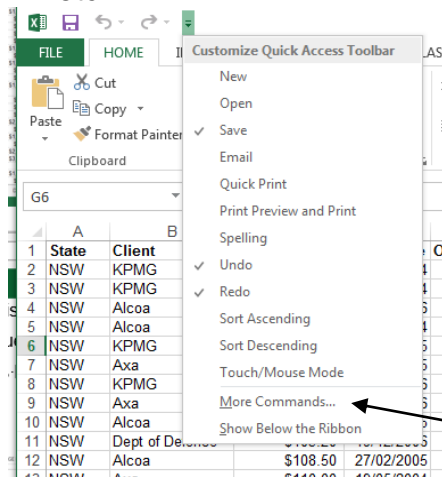 FILE HOME
Customize Quick Access Toolbar
New
Open
Save
Email
Quick Print
Print Preview and Print
Spelling
Undo
Redo
Sort Ascending
Sort Descending
Touch/Mouse Mode
More Commands...
Show Below the Ribbon
Cut
Copy
Paste
Format Painter
Clipboard
G6
A B
1 State Client
2 NSW KPMG
3 NSW KPMG
4 NSW Alcoa
5 NSW Alcoa
6 NSW KPMG
7 NSW Axa
8 NSW KPMG
9 NSW Axa
10 NSW Alcoa
11 NSW Dept of Defense
12 NSW Alcoa $108.50 27/02/2005